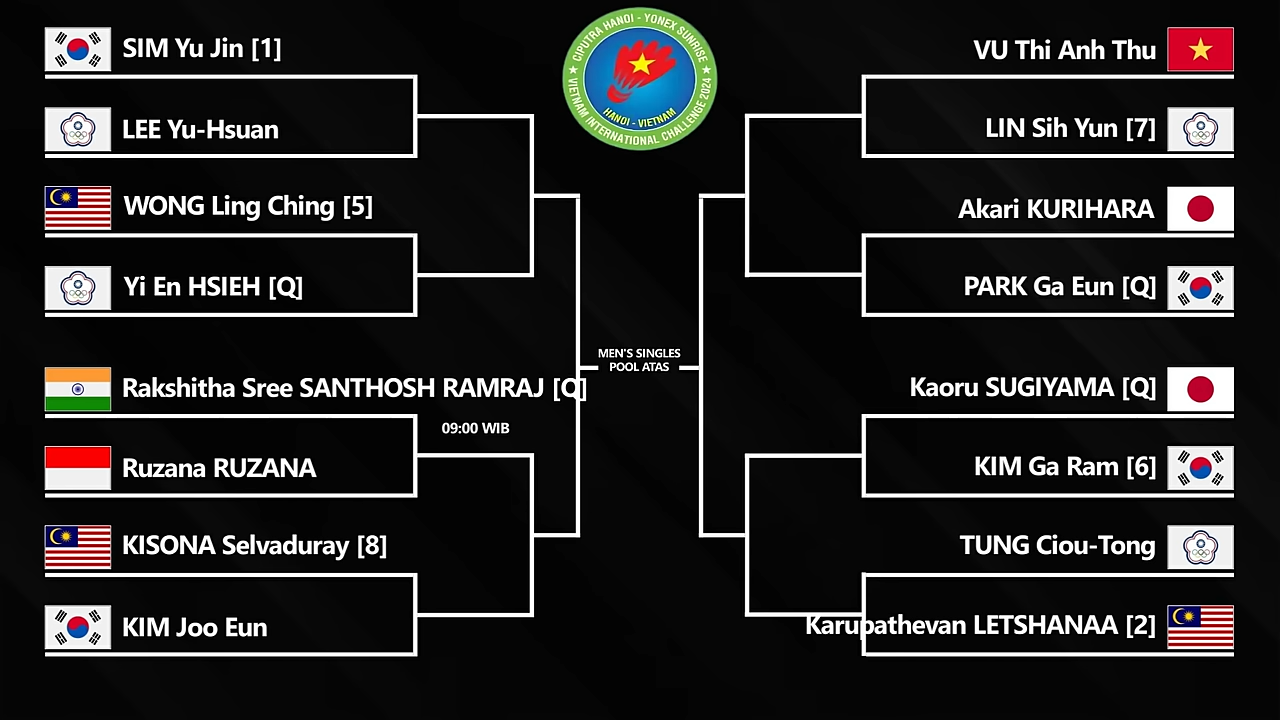 SIM Yu Jin [1]
LEE Yu-Hsuan
WONG Ling Ching [5]
Yi En HSIEH [Q]
Rakshitha Sree SANTHOSH RAMRAJ [Q]
09:00 WIB
Ruzana RUZANA
KISONA Selvaduray [8]
KIM Joo Eun
CIPUTRA HANOI - YONEX SUNRISE
VIETNAM INTERNATIONAL CHALLENGE 2024
HANOI - VIETNAM
MEN'S SINGLES
POOL ATAS
VU Thi Anh Thu
LIN Sih Yun [7]
Akari KURIHARA
PARK Ga Eun [Q]
Kaoru SUGIYAMA [Q]
KIM Ga Ram [6]
TUNG Ciou-Tong
Karupathevan LETSHANAA [2]